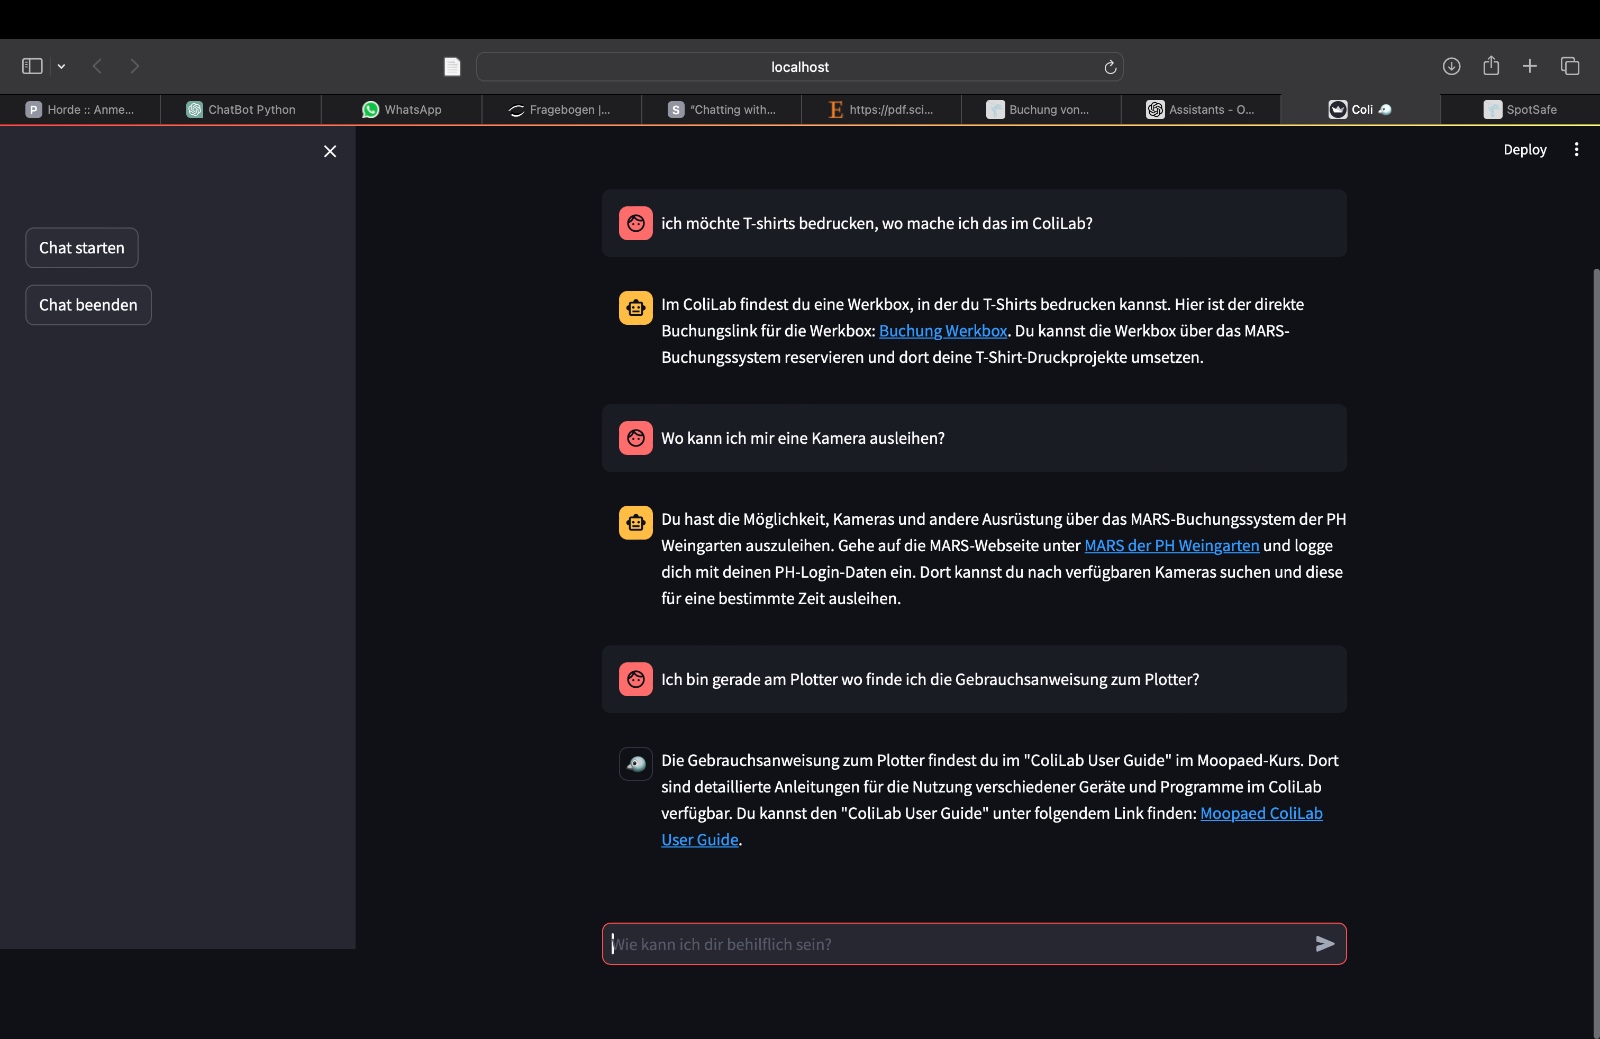 localhost
P Horde :: Anme...
ChatBot Python
WhatsApp
Fragebogen |...
S "Chatting with...
E https://pdf.sci...
Buchung von...
Assistants - O...
Coli
SpotSafe
Deploy
Chat starten
Chat beenden
ich möchte T-shirts bedrucken, wo mache ich das im ColiLab?
Im ColiLab findest du eine Werkbox, in der du T-Shirts bedrucken kannst. Hier ist der direkte
Buchungslink für die Werkbox: Buchung Werkbox. Du kannst die Werkbox über das MARS-
Buchungssystem reservieren und dort deine T-Shirt-Druckprojekte umsetzen.
Wo kann ich mir eine Kamera ausleihen?
Du hast die Möglichkeit, Kameras und andere Ausrüstung über das MARS-Buchungssystem der PH
Weingarten auszuleihen. Gehe auf die MARS-Webseite unter MARS der PH Weingarten und logge
dich mit deinen PH-Login-Daten ein. Dort kannst du nach verfügbaren Kameras suchen und diese
für eine bestimmte Zeit ausleihen.
Ich bin gerade am Plotter wo finde ich die Gebrauchsanweisung zum Plotter?
Die Gebrauchsanweisung zum Plotter findest du im "ColiLab User Guide" im Moopaed-Kurs. Dort
sind detaillierte Anleitungen für die Nutzung verschiedener Geräte und Programme im ColiLab
verfügbar. Du kannst den "ColiLab User Guide" unter folgendem Link finden: Moopaed ColiLab
User Guide.
Wie kann ich dir behilflich sein?